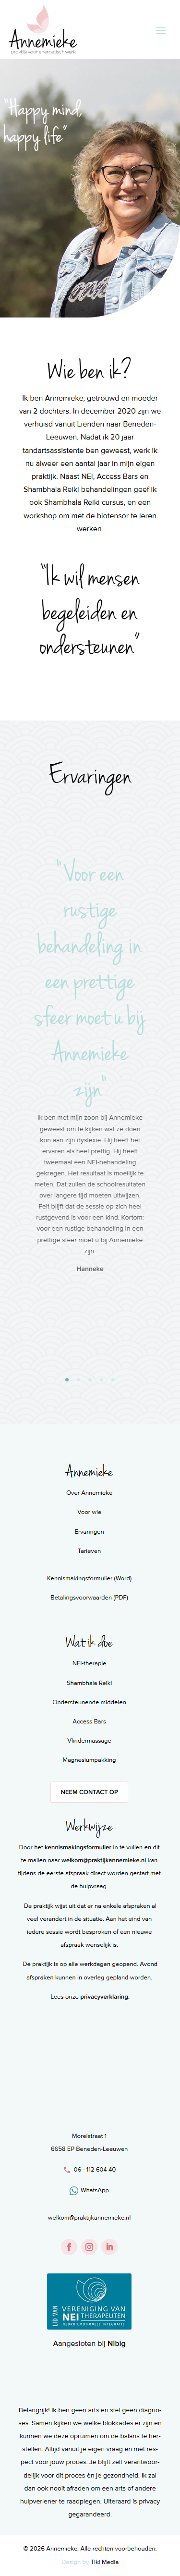 Annemieke
praktijk voor energetisch werk
"Happy mind,
happy life"
Wie ben ik?
Ik ben Annemieke, getrouwd en moeder
van 2 dochters. In december 2020 zijn we
verhuisd vanuit Lienden naar Beneden-
Leeuwen. Nadat ik 20 jaar
tandartsassistente ben geweest, werk ik
nu alweer een aantal jaar in mijn eigen
praktijk. Naast NEI, Access Bars en
Shambhala Reiki behandelingen geef ik
ook Shambhala Reiki cursus, en een
workshop om met de biotensor te leren
werken.
"Ik wil mensen
begeleiden en
ondersteunen"
Ervaringen
"Voor een
rustige
behandeling in
een prettige
sfeer moet u bij
Annemieke
zijn"
Ik ben met mijn zoon bij Annemieke
geweest om te kijken wat ze doen
kon aan zijn dyslexie. Hij heeft het
ervaren als heel prettig. Hij heeft
tweemaal een NEI-behandeling
gekregen. Het resultaat is moeilijk te
meten. Dat zullen de schoolresultaten
over langere tijd moeten uitwijzen.
Feit blijft dat de sessie op zich heel
rustgevend is voor een kind. Kortom:
voor een rustige behandeling in een
prettige sfeer moet u bij Annemieke
zijn.
Hanneke
Annemieke
Over Annemieke
Voor wie
Ervaringen
Tarieven
Kennismakingsformulier (Word)
Betalingsvoorwaarden (PDF)
Wat ik doe
NEI-therapie
Shambhala Reiki
Ondersteunende middelen
Access Bars
Vlindermassage
Magnesiumpakking
NEEM CONTACT OP
Werkwijze
Door het kennismakingsformulier in te vullen en dit
te mailen naar welkom@praktijkannemieke.nl kan
tijdens de eerste afspraak direct worden gestart met
de hulpvraag.
De praktijk wijst uit dat er na enkele afspraken al
veel verandert in de situatie. Aan het eind van
iedere sessie wordt besproken of een nieuwe
afspraak wenselijk is.
De praktijk is op alle werkdagen geopend. Avond
afspraken kunnen in overleg gepland worden.
Lees onze privacyverklaring.
Morelstraat 1
6658 EP Beneden-Leeuwen
06 - 112 604 40
WhatsApp
welkom@praktijkannemieke.nl
LID VAN
VERENIGING VAN
NEI THERAPEUTEN
NEURO EMOTIONELE INTEGRATIE
Aangesloten bij Nibig
Belangrijk! Ik ben geen arts en stel geen diagno-
ses. Samen kijken we welke blokkades er zijn en
kunnen we deze opruimen om de balans te her-
stellen. Altijd vanuit je eigen vraag en met res-
pect voor jouw proces. Je blijft zelf verantwoor-
delijk voor dit proces én je gezondheid. Ik zal
dan ook nooit afraden om een arts of andere
hulpverlener te raadplegen. Uiteraard is privacy
gegarandeerd.
© 2026 Annemieke. Alle rechten voorbehouden.
Design by Tiki Media